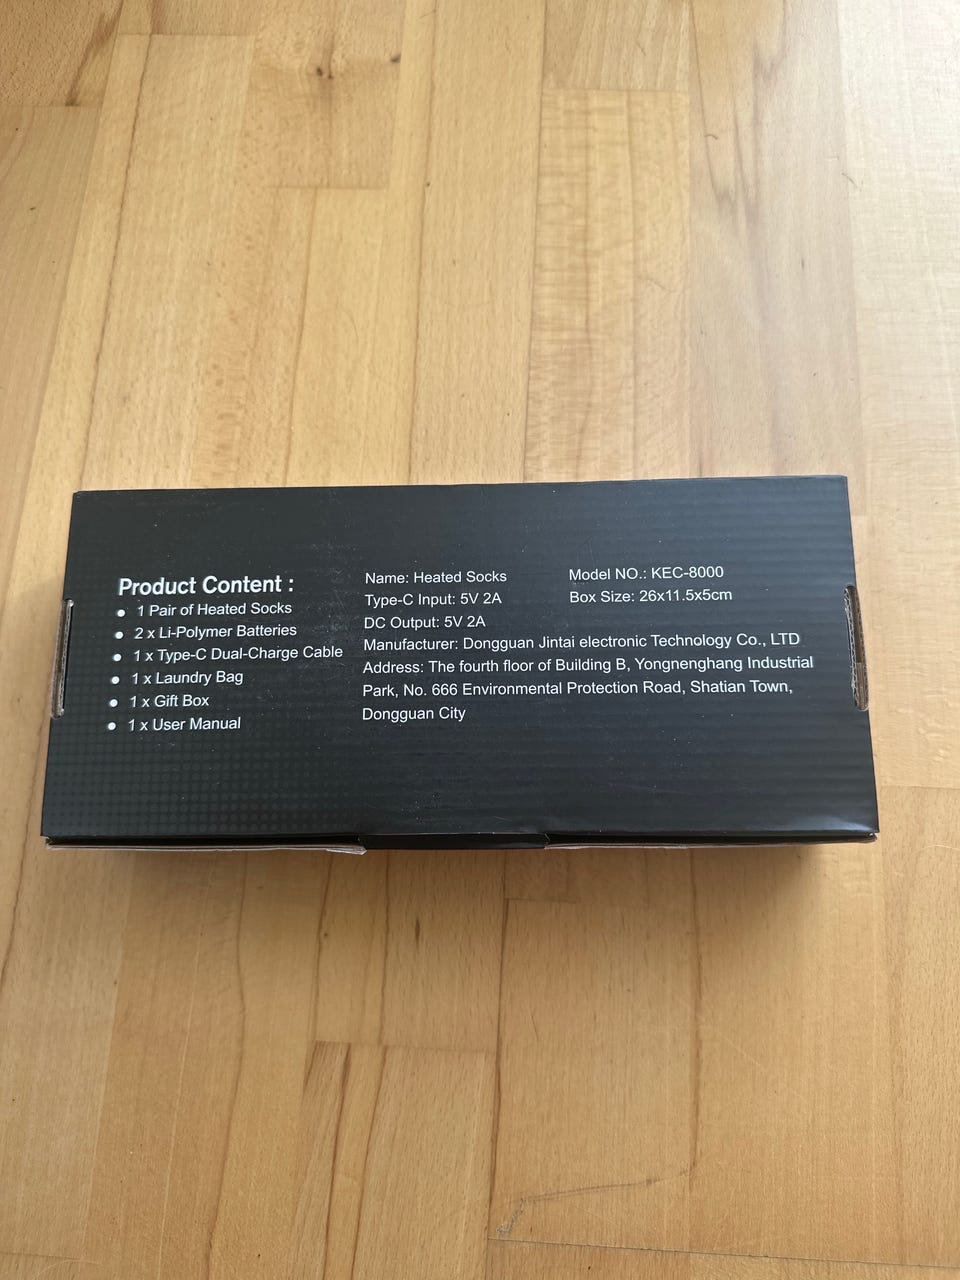 Product Content :
● 1 Pair of Heated Socks
● 2 x Li-Polymer Batteries
● 1 x Type-C Dual-Charge Cable
● 1 x Laundry Bag
● 1 x Gift Box
● 1 x User Manual
Name: Heated Socks
Model NO.: KEC-8000
Type-C Input: 5V 2A
Box Size: 26x11.5x5cm
DC Output: 5V 2A
Manufacturer: Dongguan Jintai electronic Technology Co., LTD
Address: The fourth floor of Building B, Yongnenghang Industrial
Park, No. 666 Environmental Protection Road, Shatian Town,
Dongguan City